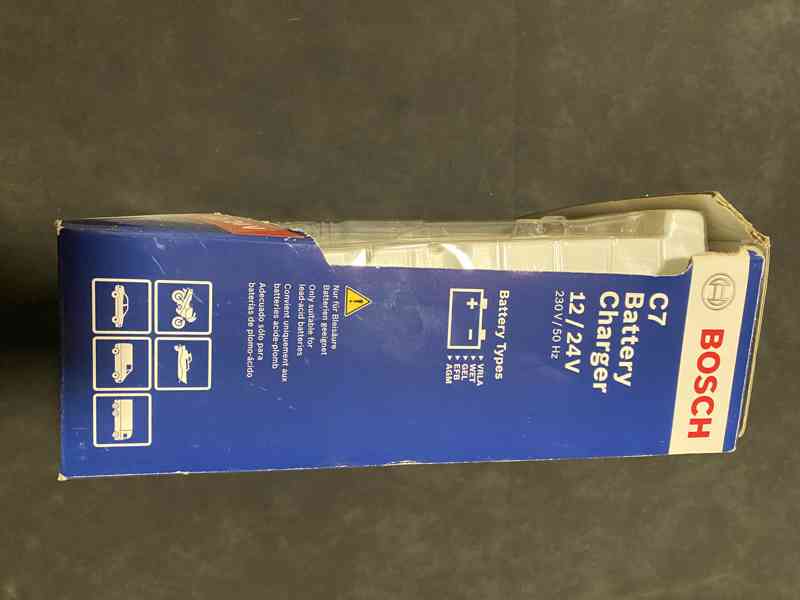 BOSCH
C7
Battery
Charger
12 / 24V
230 V / 50 Hz
Battery Types
VRLA
WET
GEL
EFB
AGM
Nur für Bleisäure
Batterien geeignet
Only suitable for
lead-acid batteries
Convient uniquement aux
batteries acide-plomb
Adecuado sólo para
baterías de plomo-ácido